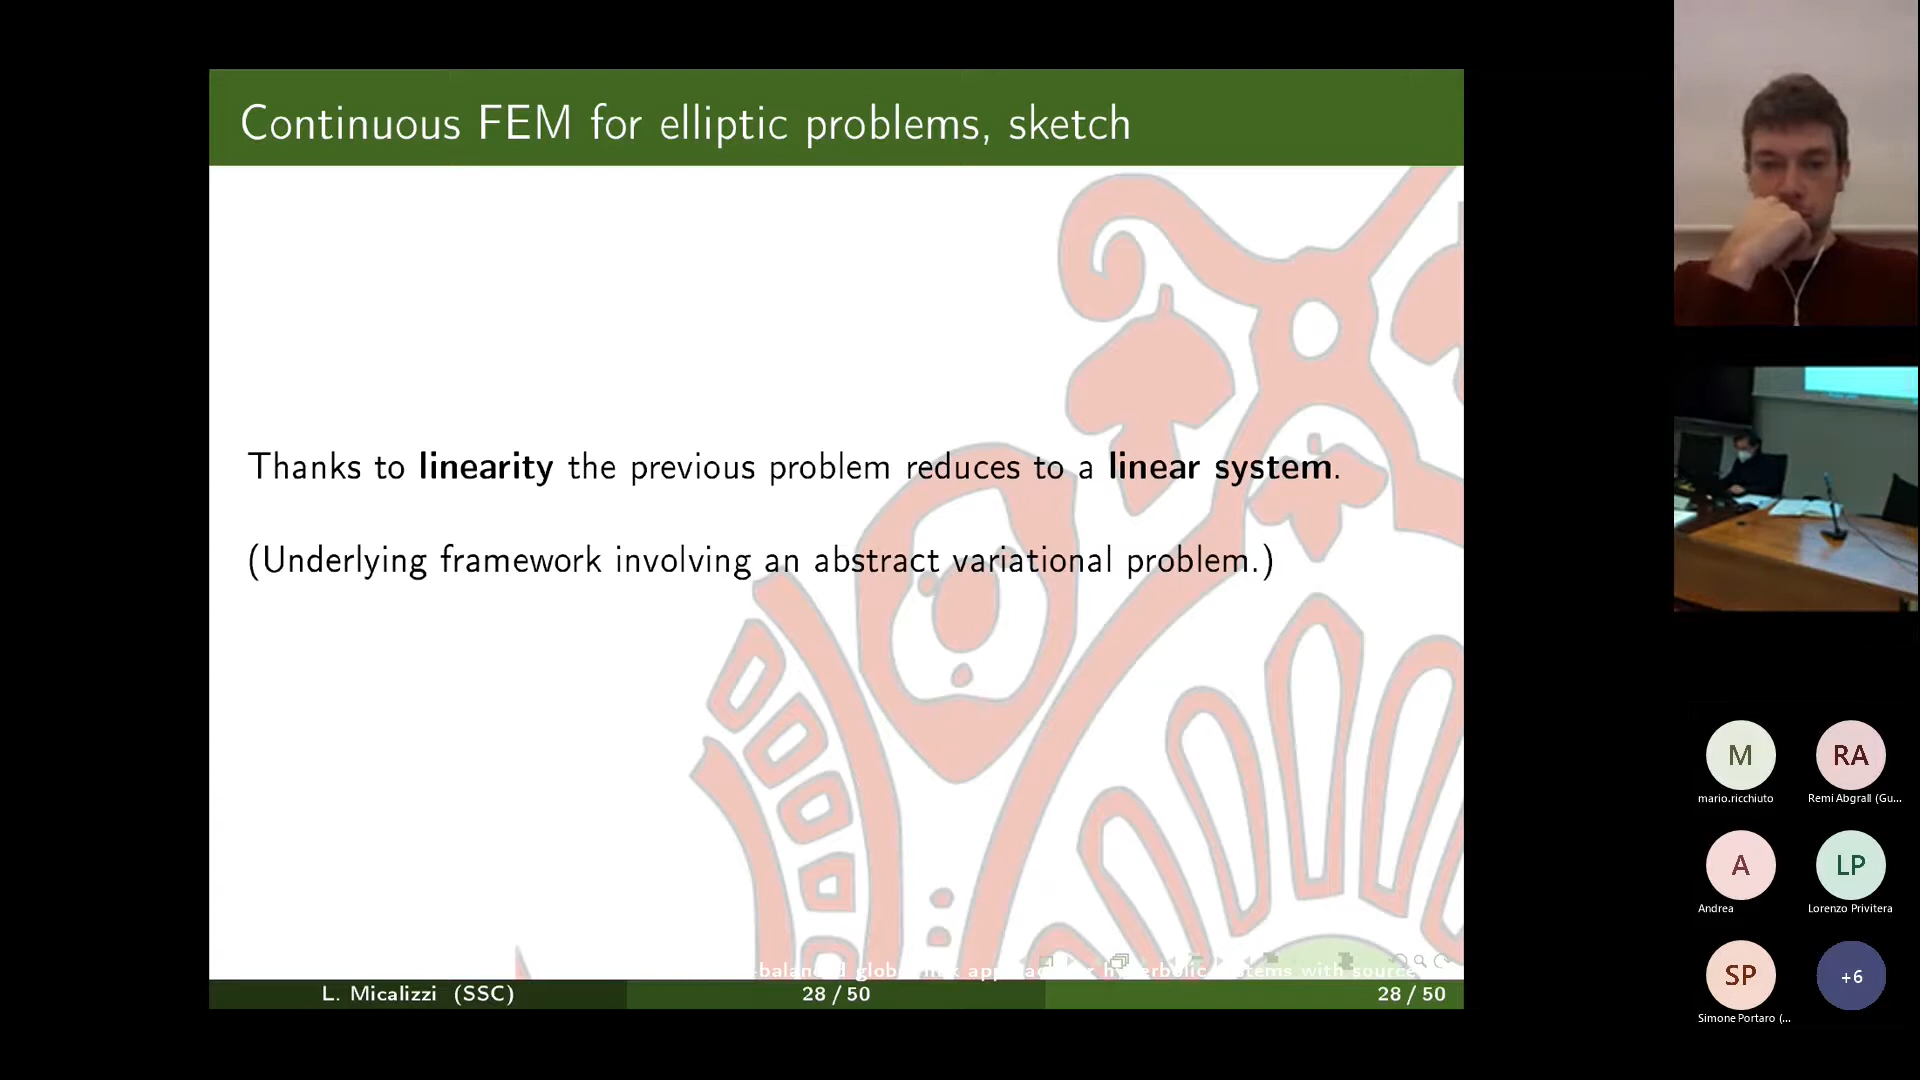 Continuous FEM for elliptic problems, sketch
Thanks to linearity the previous problem reduces to a linear system.
(Underlying framework involving an abstract variational problem.)
with source
L. Micalizzi (SSC)
28 / 50
28 / 50
M
mario.ricchiuto
RA
Remi Abgrall (Gu...
A
Andrea
LP
Lorenzo Privitera
SP
Simone Portaro (...
+6